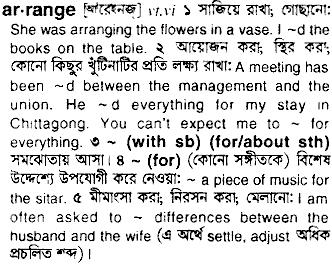 ar·range [অ্যারেন্‌জ্] vt.vi ১ সাজিয়ে রাখা; গোছানো:
She was arranging the flowers in a vase. I ~d the
books on the table. ২ আয়োজন করা; স্থির করা;
কোনো কিছুর খুঁটিনাটির প্রতি লক্ষ্য রাখা: A meeting has
been ~d between the management and the
union. He ~d everything for my stay in
Chittagong. You can't expect me to ~ for
everything. ৩ ~ (with sb) (for/about sth)
সমঝোতায় আসা। ৪ ~ (for) (কোনো সঙ্গীতকে) বিশেষ
উদ্দেশ্যে উপযোগী করে নেওয়া: ~ a piece of music for
the sitar. ৫ মীমাংসা করা; নিরসন করা; মেলানো: I am
often asked to ~ differences between the
husband and the wife (এ অর্থে settle, adjust অধিক
প্রচলিত শব্দ)।